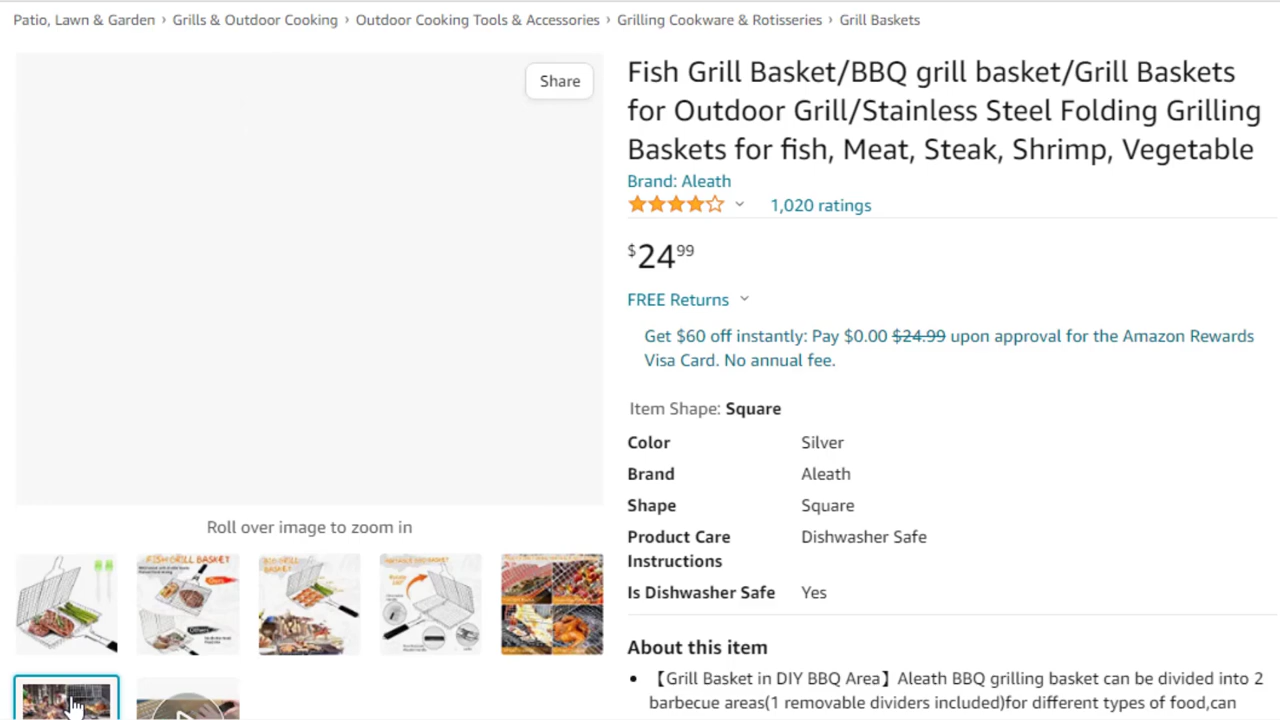 Patio, Lawn & Garden › Grills & Outdoor Cooking › Outdoor Cooking Tools & Accessories › Grilling Cookware & Rotisseries › Grill Baskets
Share
Fish Grill Basket/BBQ grill basket/Grill Baskets
for Outdoor Grill/Stainless Steel Folding Grilling
Baskets for fish, Meat, Steak, Shrimp, Vegetable
Brand: Aleath
1,020 ratings
$24.99
FREE Returns
Get $60 off instantly: Pay $0.00 $24.99 upon approval for the Amazon Rewards
Visa Card. No annual fee.
Item Shape: Square
Color Silver
Brand Aleath
Shape Square
Product Care Dishwasher Safe
Instructions
Is Dishwasher Safe Yes
Roll over image to zoom in
FISH GRILL BASKET
About this item
• 【Grill Basket in DIY BBQ Area】Aleath BBQ grilling basket can be divided into 2
barbecue areas(1 removable dividers included)for different types of food,can